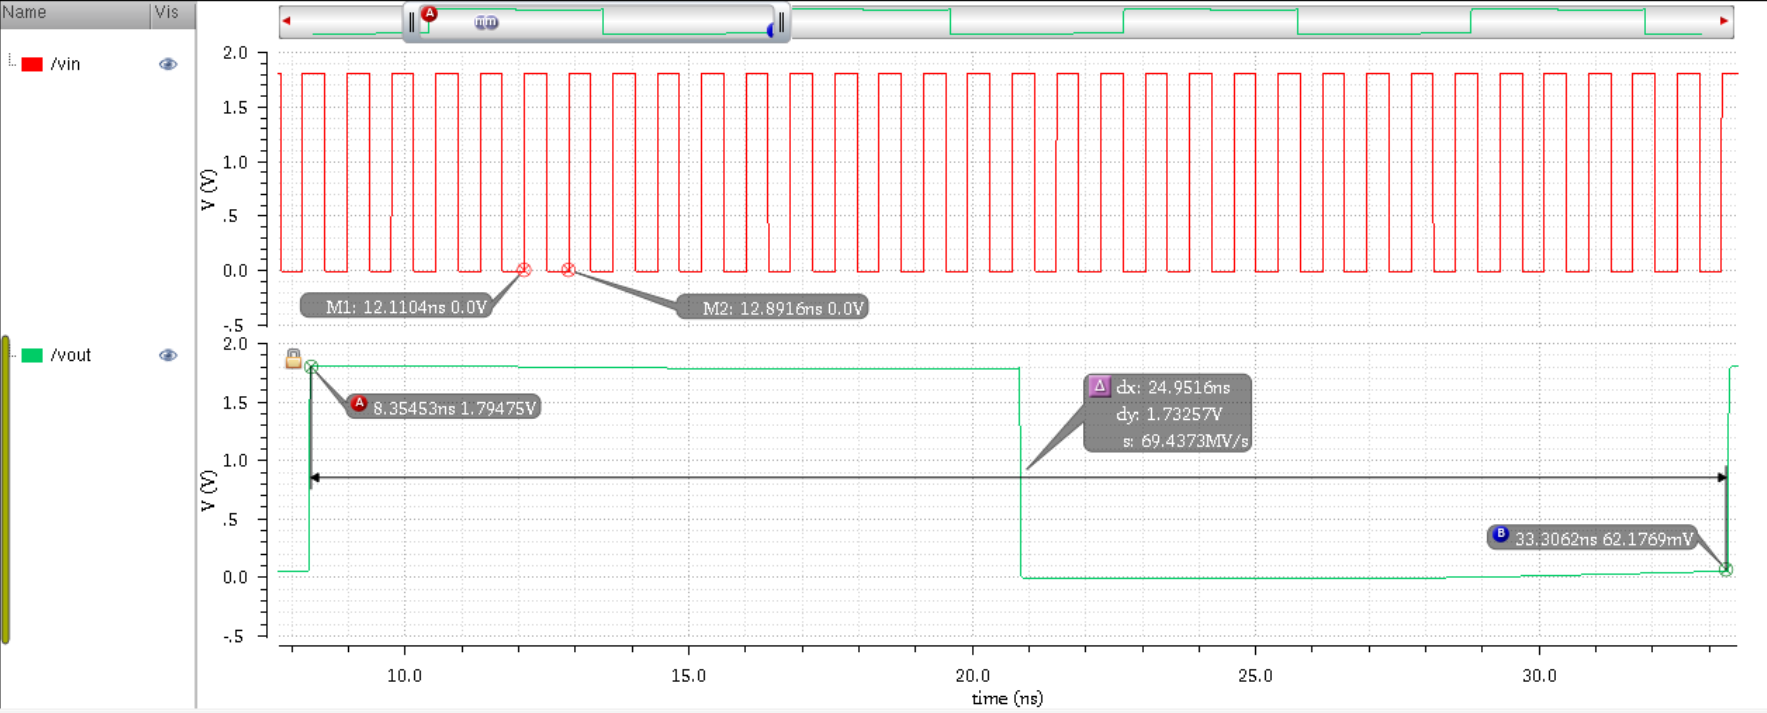 Name Vis
A
B
/vin
2.0
1.5
1.0
.5
0.0
-.5
V (V)
M1: 12.1104ns 0.0V
M2: 12.8916ns 0.0V
/vout
2.0
1.5
1.0
.5
0.0
-.5
V (V)
A 8.35453ns 1.79475V
Δ dx: 24.9516ns
dy: 1.73257V
s: 69.4373MV/s
B 33.3062ns 62.1769mV
10.0 15.0 20.0 25.0 30.0
time (ns)